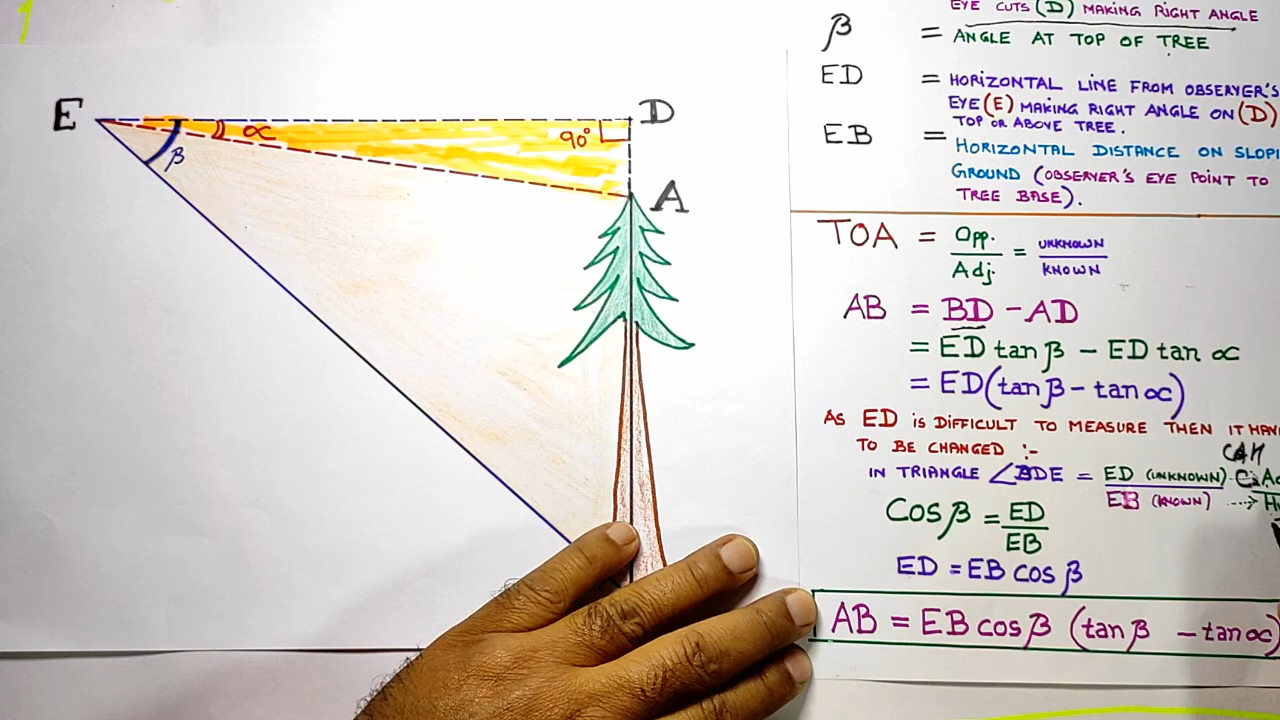 E
D
α
β
90°
A
EYE CUTS (D) MAKING RIGHT ANGLE
β = ANGLE AT TOP OF TREE
ED = HORIZONTAL LINE FROM OBSERVER'S
EYE(E) MAKING RIGHT ANGLE ON (D)
TOP OR ABOVE TREE.
EB = HORIZONTAL DISTANCE ON SLOPI
GROUND (OBSERVER'S EYE POINT TO
TREE BASE).
TOA = Opp. / Adj. = UNKNOWN / KNOWN
AB = BD - AD
= ED tan β - ED tan α
= ED(tan β - tan α)
AS ED IS DIFFICULT TO MEASURE THEN IT HAV
TO BE CHANGED :-
CAH
IN TRIANGLE ∠BDE = ED (UNKNOWN) / EB (KNOWN)
Cos β = ED / EB
ED = EB cos β
AB = EB cos β (tan β - tan α)